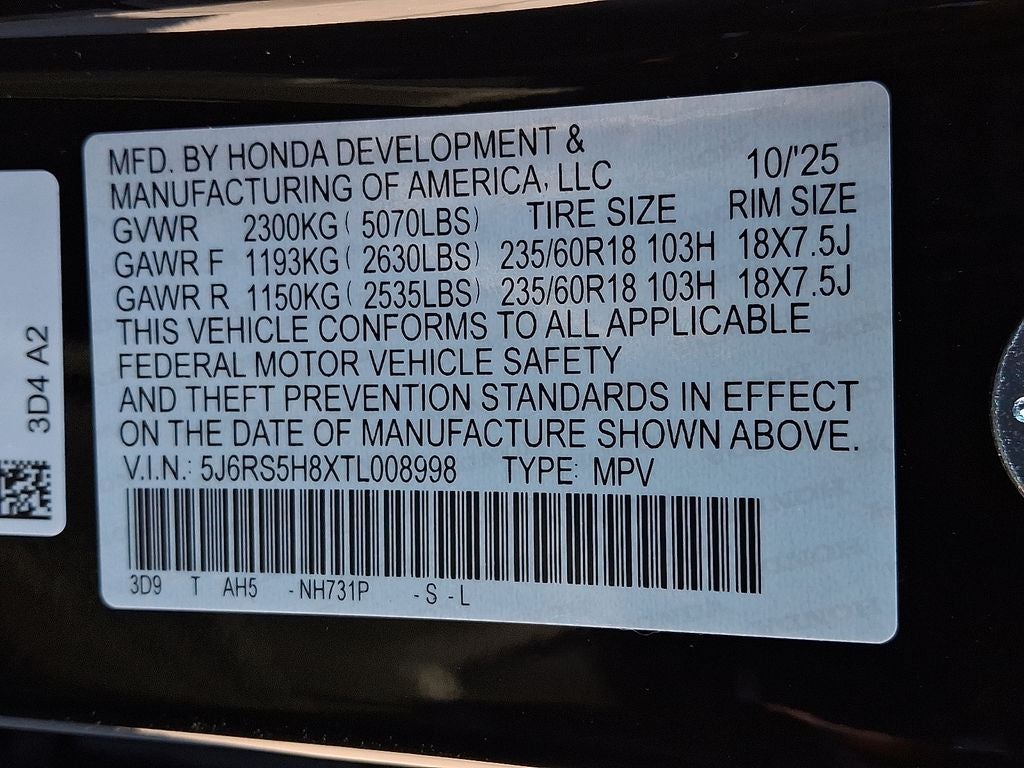 MFD. BY HONDA DEVELOPMENT &
MANUFACTURING OF AMERICA, LLC 10/'25
GVWR 2300KG ( 5070LBS) TIRE SIZE RIM SIZE
GAWR F 1193KG ( 2630LBS) 235/60R18 103H 18X7.5J
GAWR R 1150KG ( 2535LBS) 235/60R18 103H 18X7.5J
THIS VEHICLE CONFORMS TO ALL APPLICABLE
FEDERAL MOTOR VEHICLE SAFETY
AND THEFT PREVENTION STANDARDS IN EFFECT
ON THE DATE OF MANUFACTURE SHOWN ABOVE.
V.I.N.: 5J6RS5H8XTL008998 TYPE: MPV
3D9 T AH5 -NH731P -S -L
3D4 A2